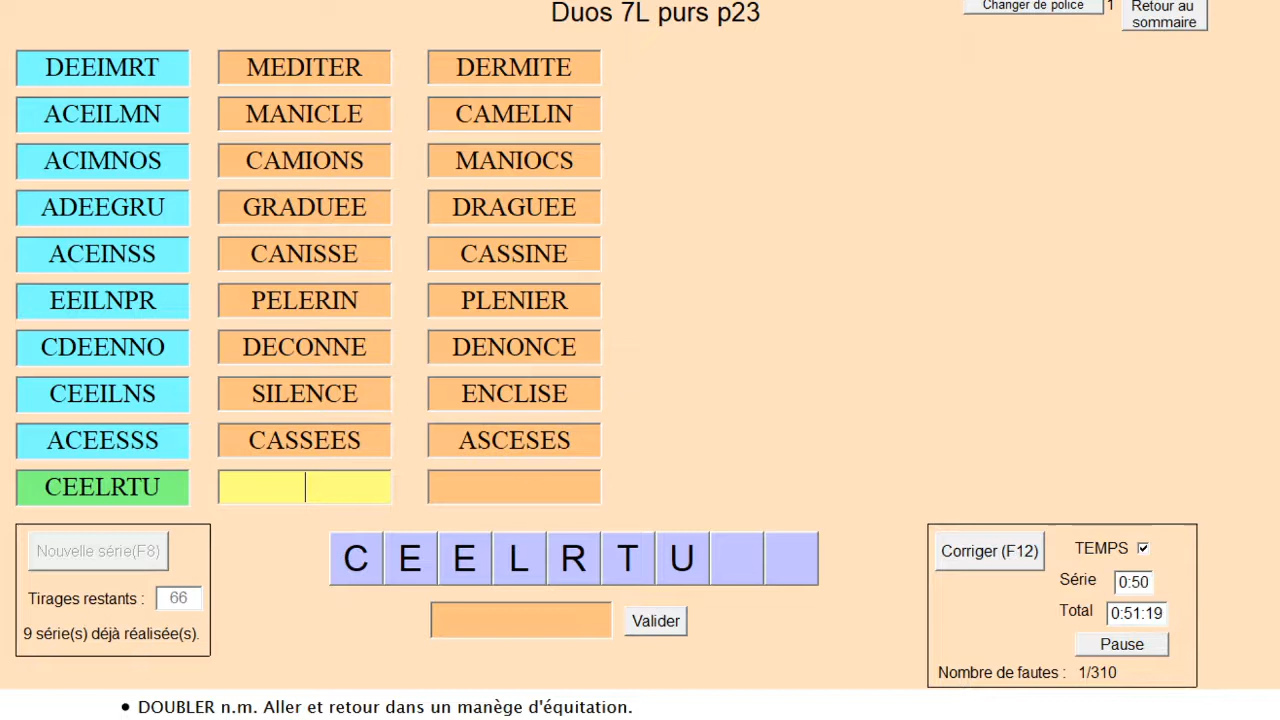 Duos 7L purs p23
Changer de police 1 Retour au sommaire
DEEIMRT MEDITER DERMITE
ACEILMN MANICLE CAMELIN
ACIMNOS CAMIONS MANIOCS
ADEEGRU GRADUEE DRAGUEE
ACEINSS CANISSE CASSINE
EEILNPR PELERIN PLENIER
CDEENNO DECONNE DENONCE
CEEILNS SILENCE ENCLISE
ACEESSS CASSEES ASCESES
CEELRTU
Nouvelle série(F8)
Tirages restants : 66
9 série(s) déjà réalisée(s).
C E E L R T U
Valider
Corriger (F12) TEMPS
Série 0:50
Total 0:51:19
Pause
Nombre de fautes : 1/310
• DOUBLER n.m. Aller et retour dans un manège d'équitation.